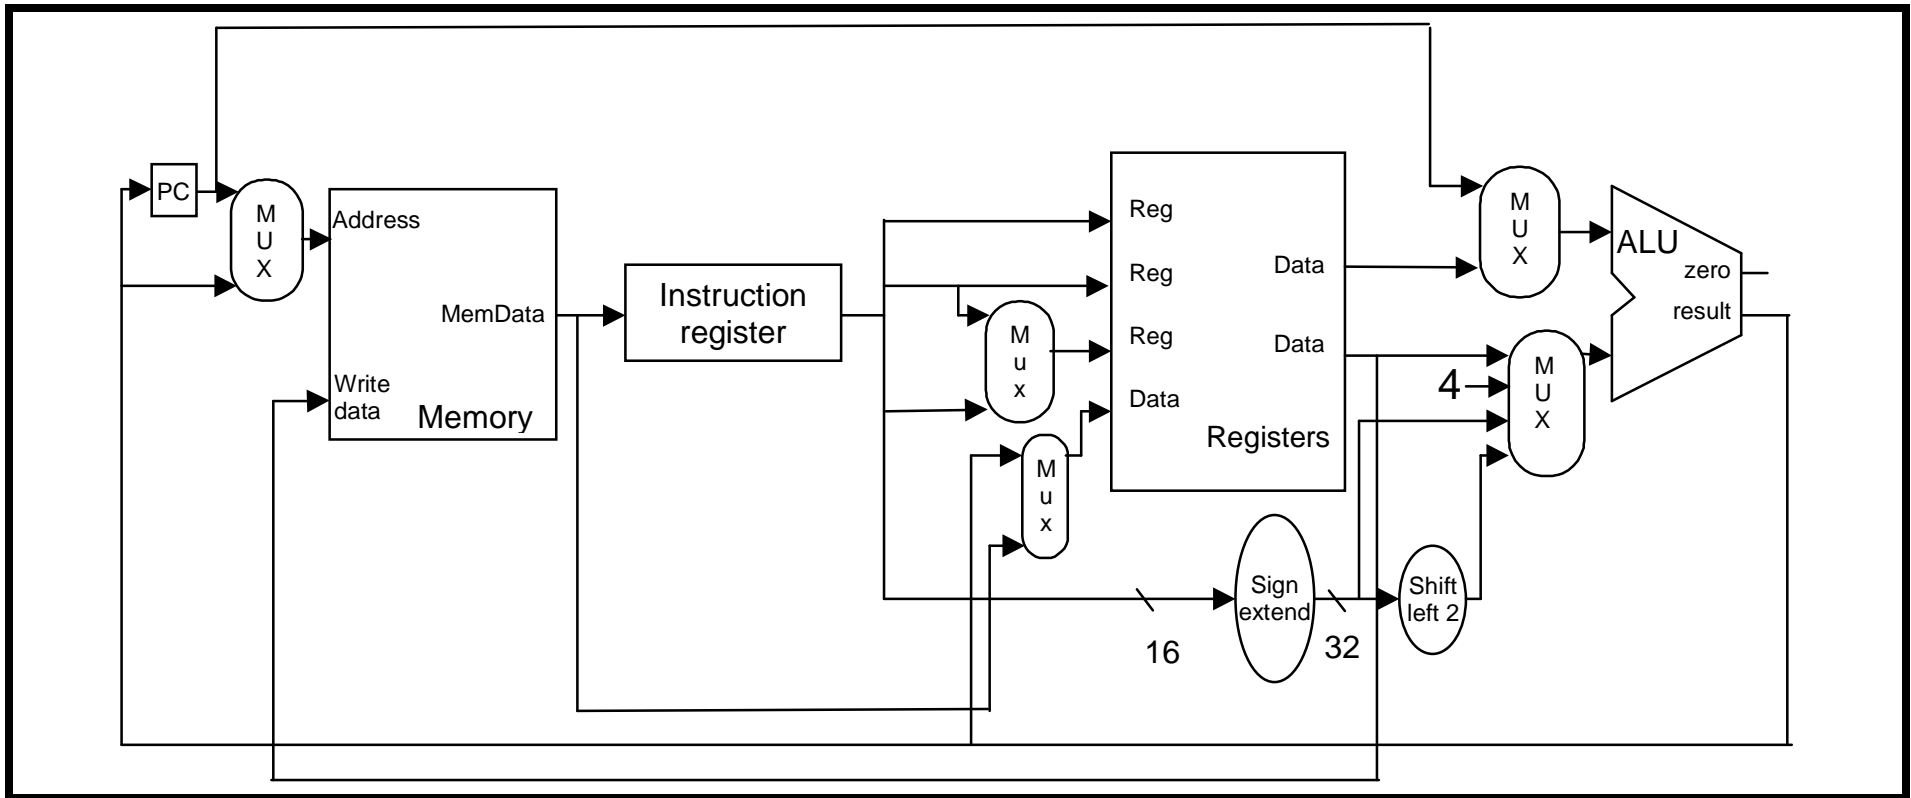 PC
M
U
X
Address
MemData
Write
data
Memory
Instruction
register
M
u
x
M
u
x
Reg
Reg
Reg
Data
Data
Data
Registers
16
Sign
extend
32
Shift
left 2
M
U
X
4
M
U
X
ALU
zero
result